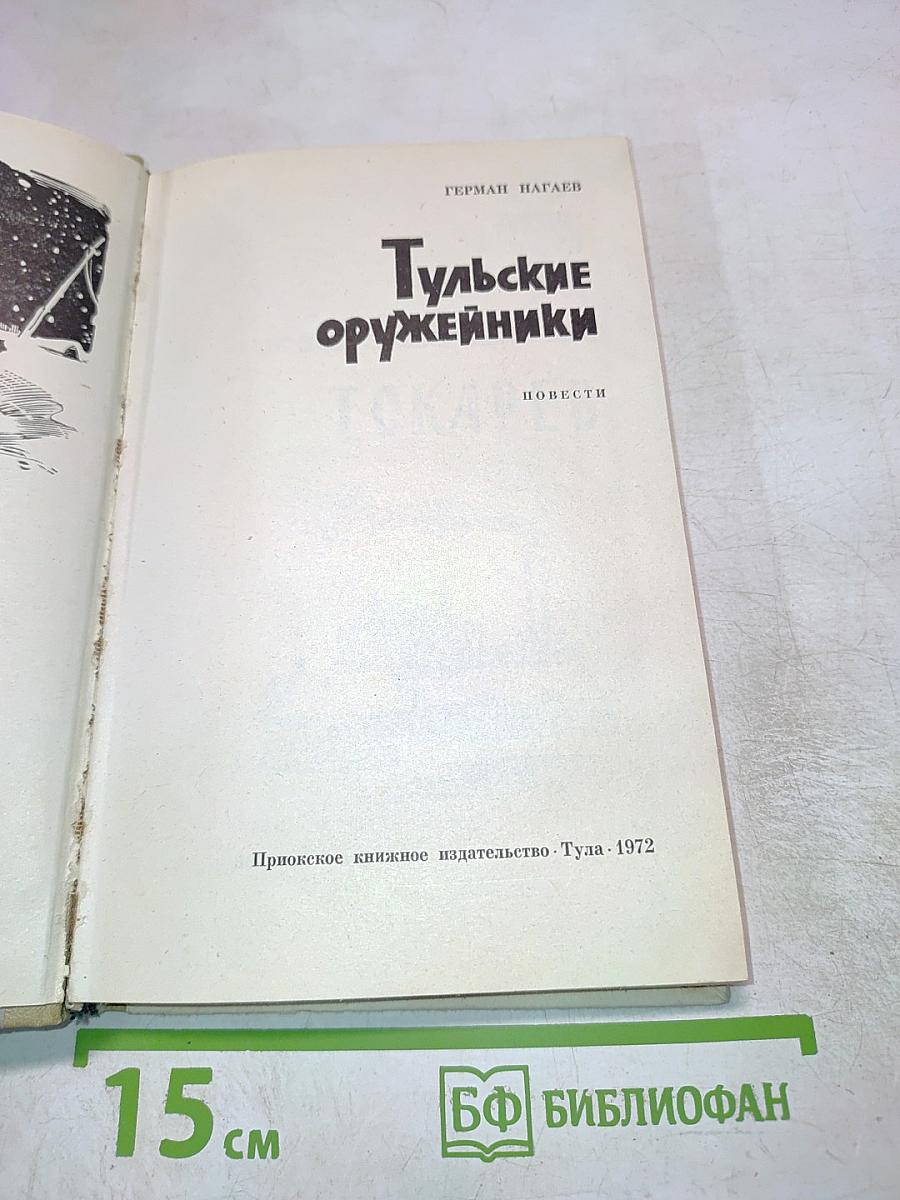 ГЕРМАН НАГАЕВ
Тульские
оружейники
ПОВЕСТИ
Приокское книжное издательство · Тула · 1972
15 см
БФ БИБЛИОФАН